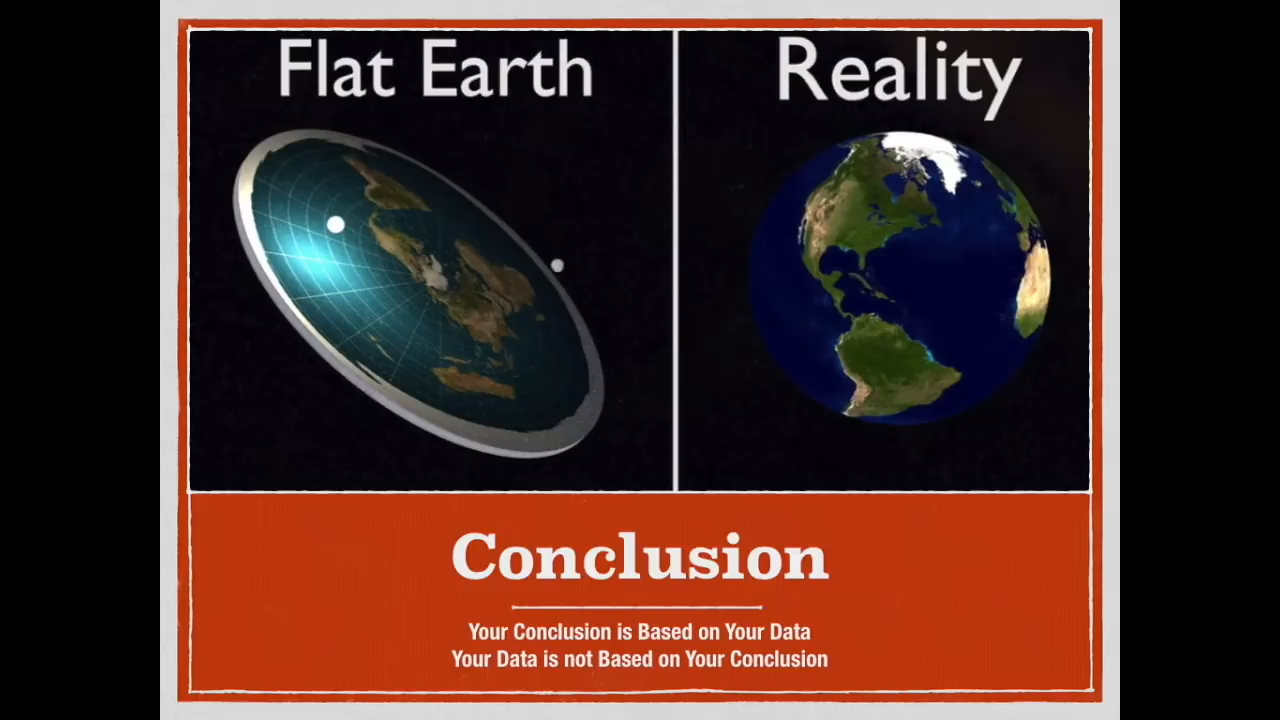 Flat Earth
Reality
Conclusion
Your Conclusion is Based on Your Data
Your Data is not Based on Your Conclusion